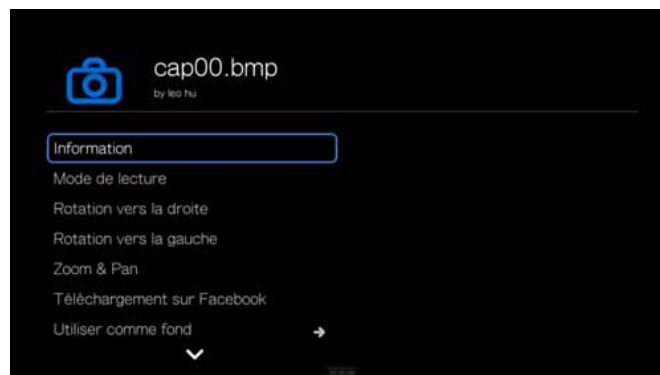 cap00.bmp
by leo hu
Information
Mode de lecture
Rotation vers la droite
Rotation vers la gauche
Zoom & Pan
Téléchargement sur Facebook
Utiliser comme fond